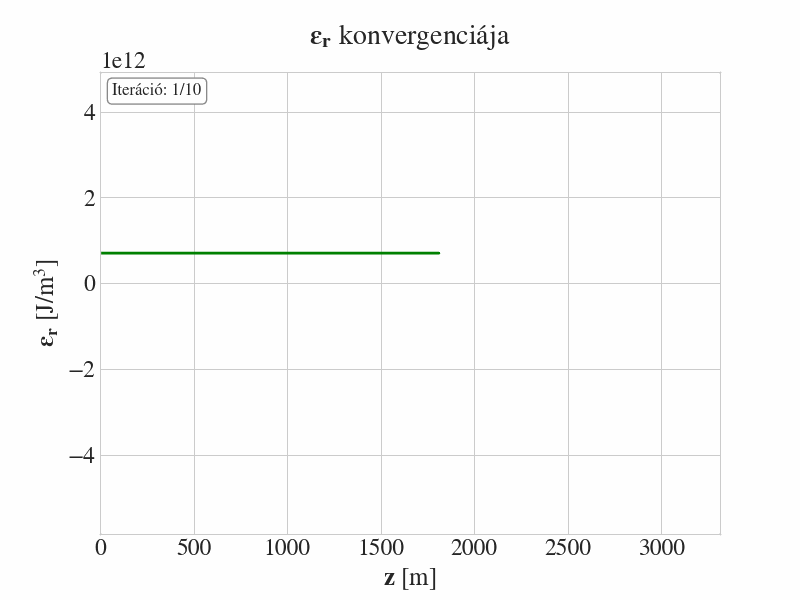 εr konvergenciája
1e12
Iteráció: 1/10
4
2
0
−2
−4
εr [J/m³]
0 500 1000 1500 2000 2500 3000
z [m]